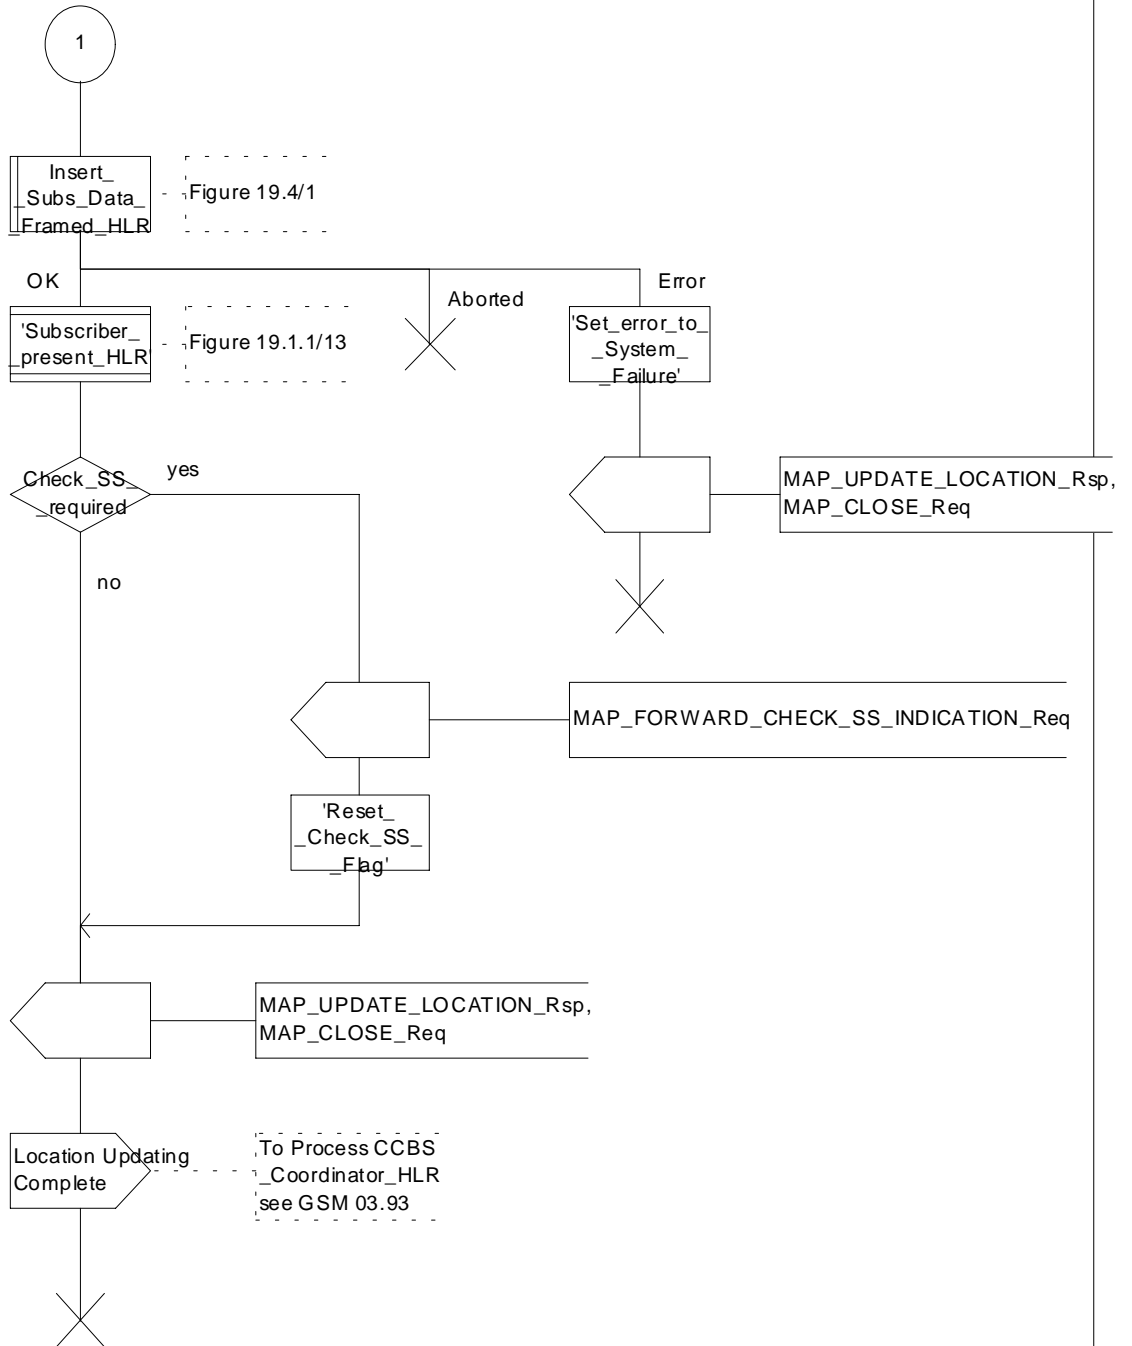 1
Insert_
_Subs_Data_
_Framed_HLR
Figure 19.4/1
OK
Aborted
Error
'Subscriber_
_present_HLR'
Figure 19.1.1/13
'Set_error_to_
_System_
_Failure'
Check_SS_
_required
yes
no
MAP_UPDATE_LOCATION_Rsp,
MAP_CLOSE_Req
MAP_FORWARD_CHECK_SS_INDICATION_Req
'Reset_
_Check_SS_
_Flag'
MAP_UPDATE_LOCATION_Rsp,
MAP_CLOSE_Req
Location Updating
Complete
To Process CCBS
_Coordinator_HLR
see GSM 03.93